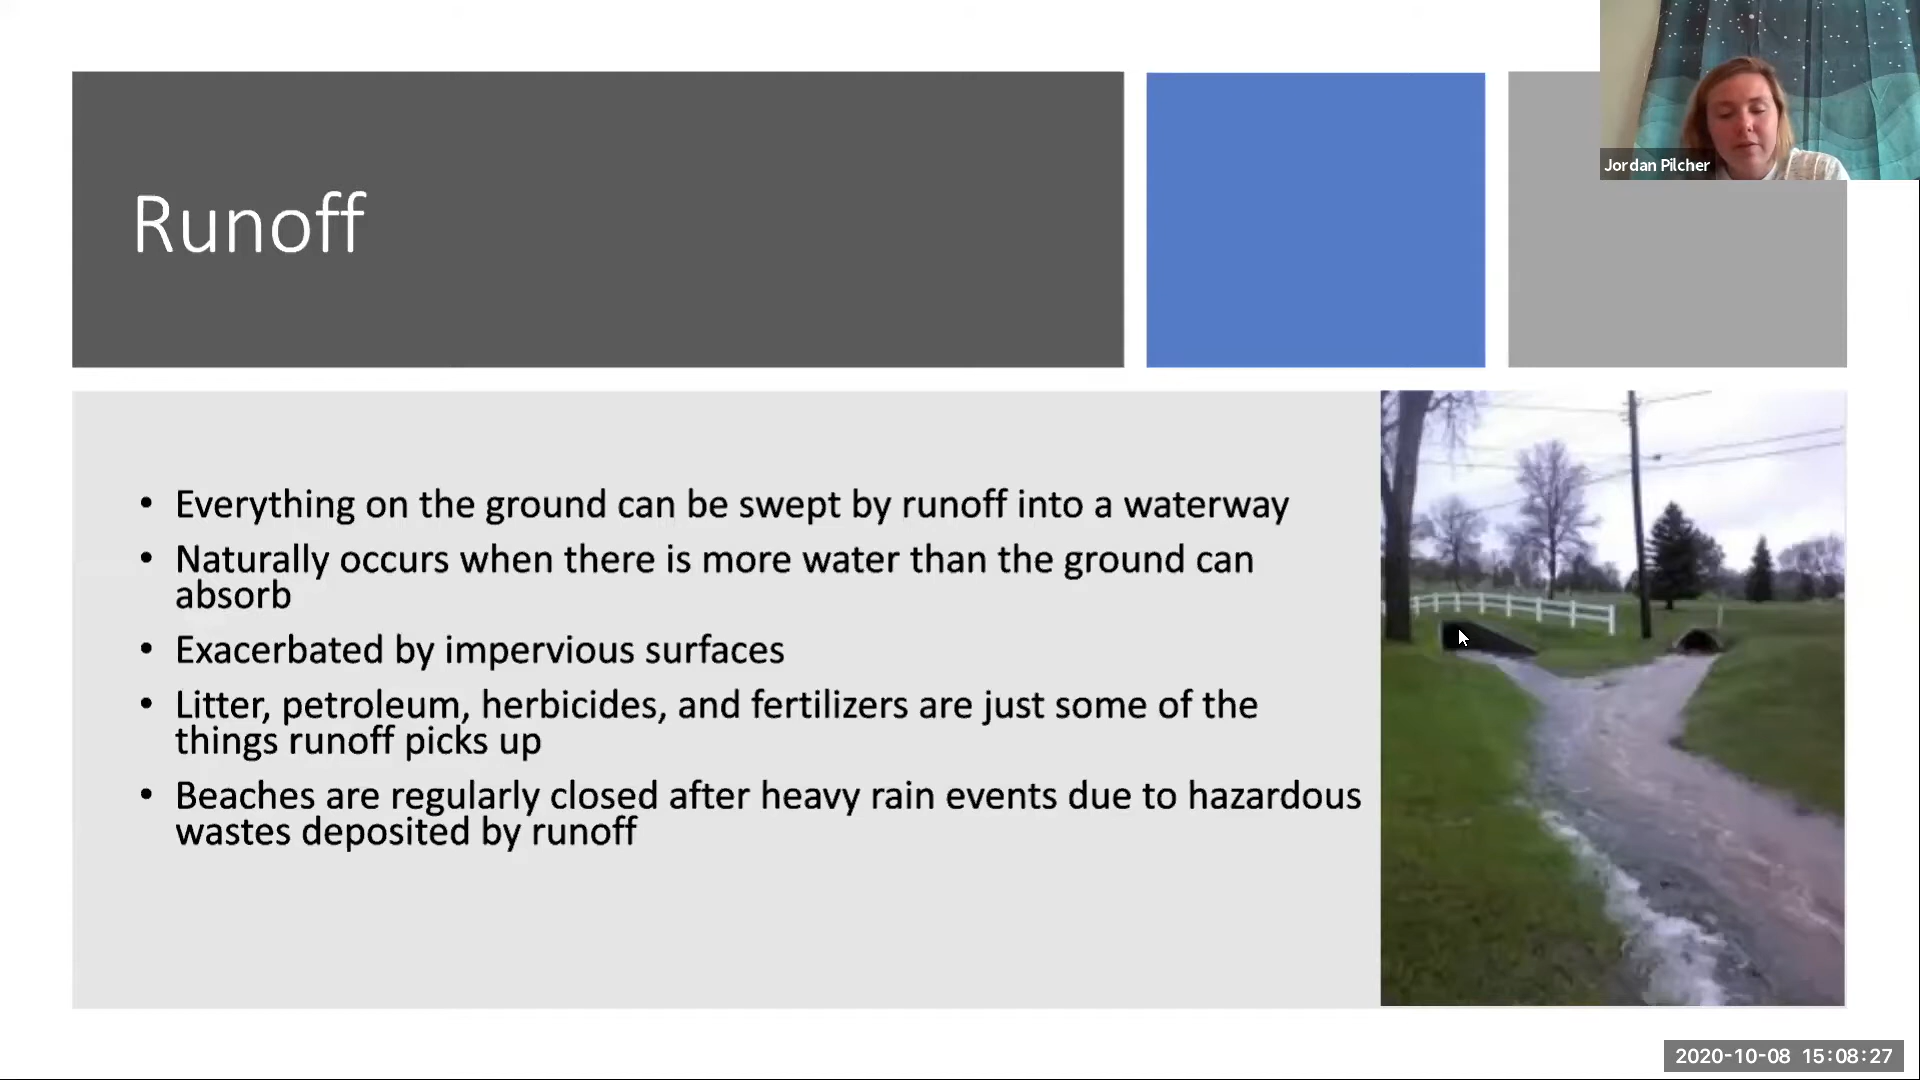 Jordan Pilcher
Runoff
• Everything on the ground can be swept by runoff into a waterway
• Naturally occurs when there is more water than the ground can
absorb
• Exacerbated by impervious surfaces
• Litter, petroleum, herbicides, and fertilizers are just some of the
things runoff picks up
• Beaches are regularly closed after heavy rain events due to hazardous
wastes deposited by runoff
2020-10-08 15:08:27